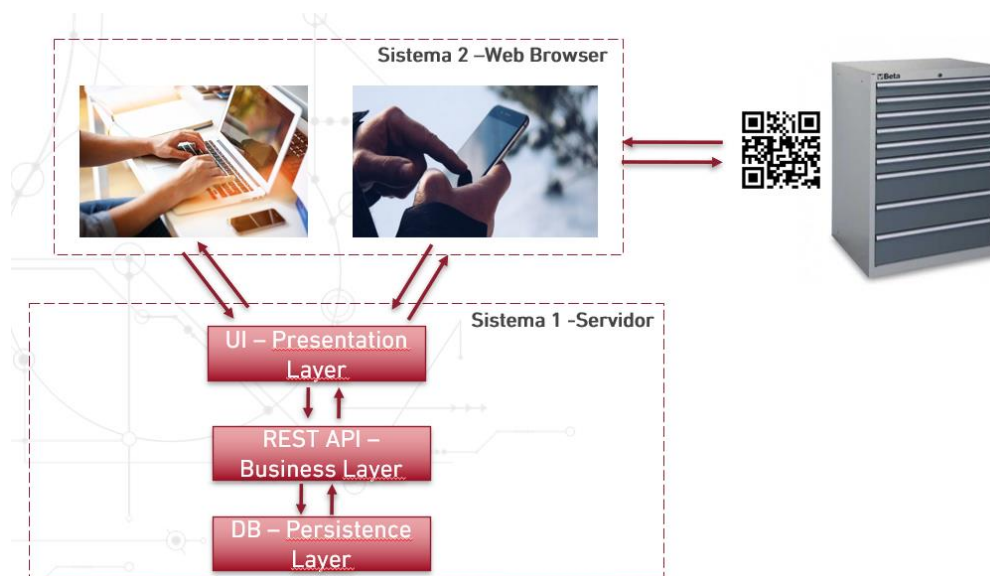 Sistema 2 –Web Browser
Beta
Sistema 1 -Servidor
UI – Presentation
Layer
REST API –
Business Layer
DB – Persistence
Layer